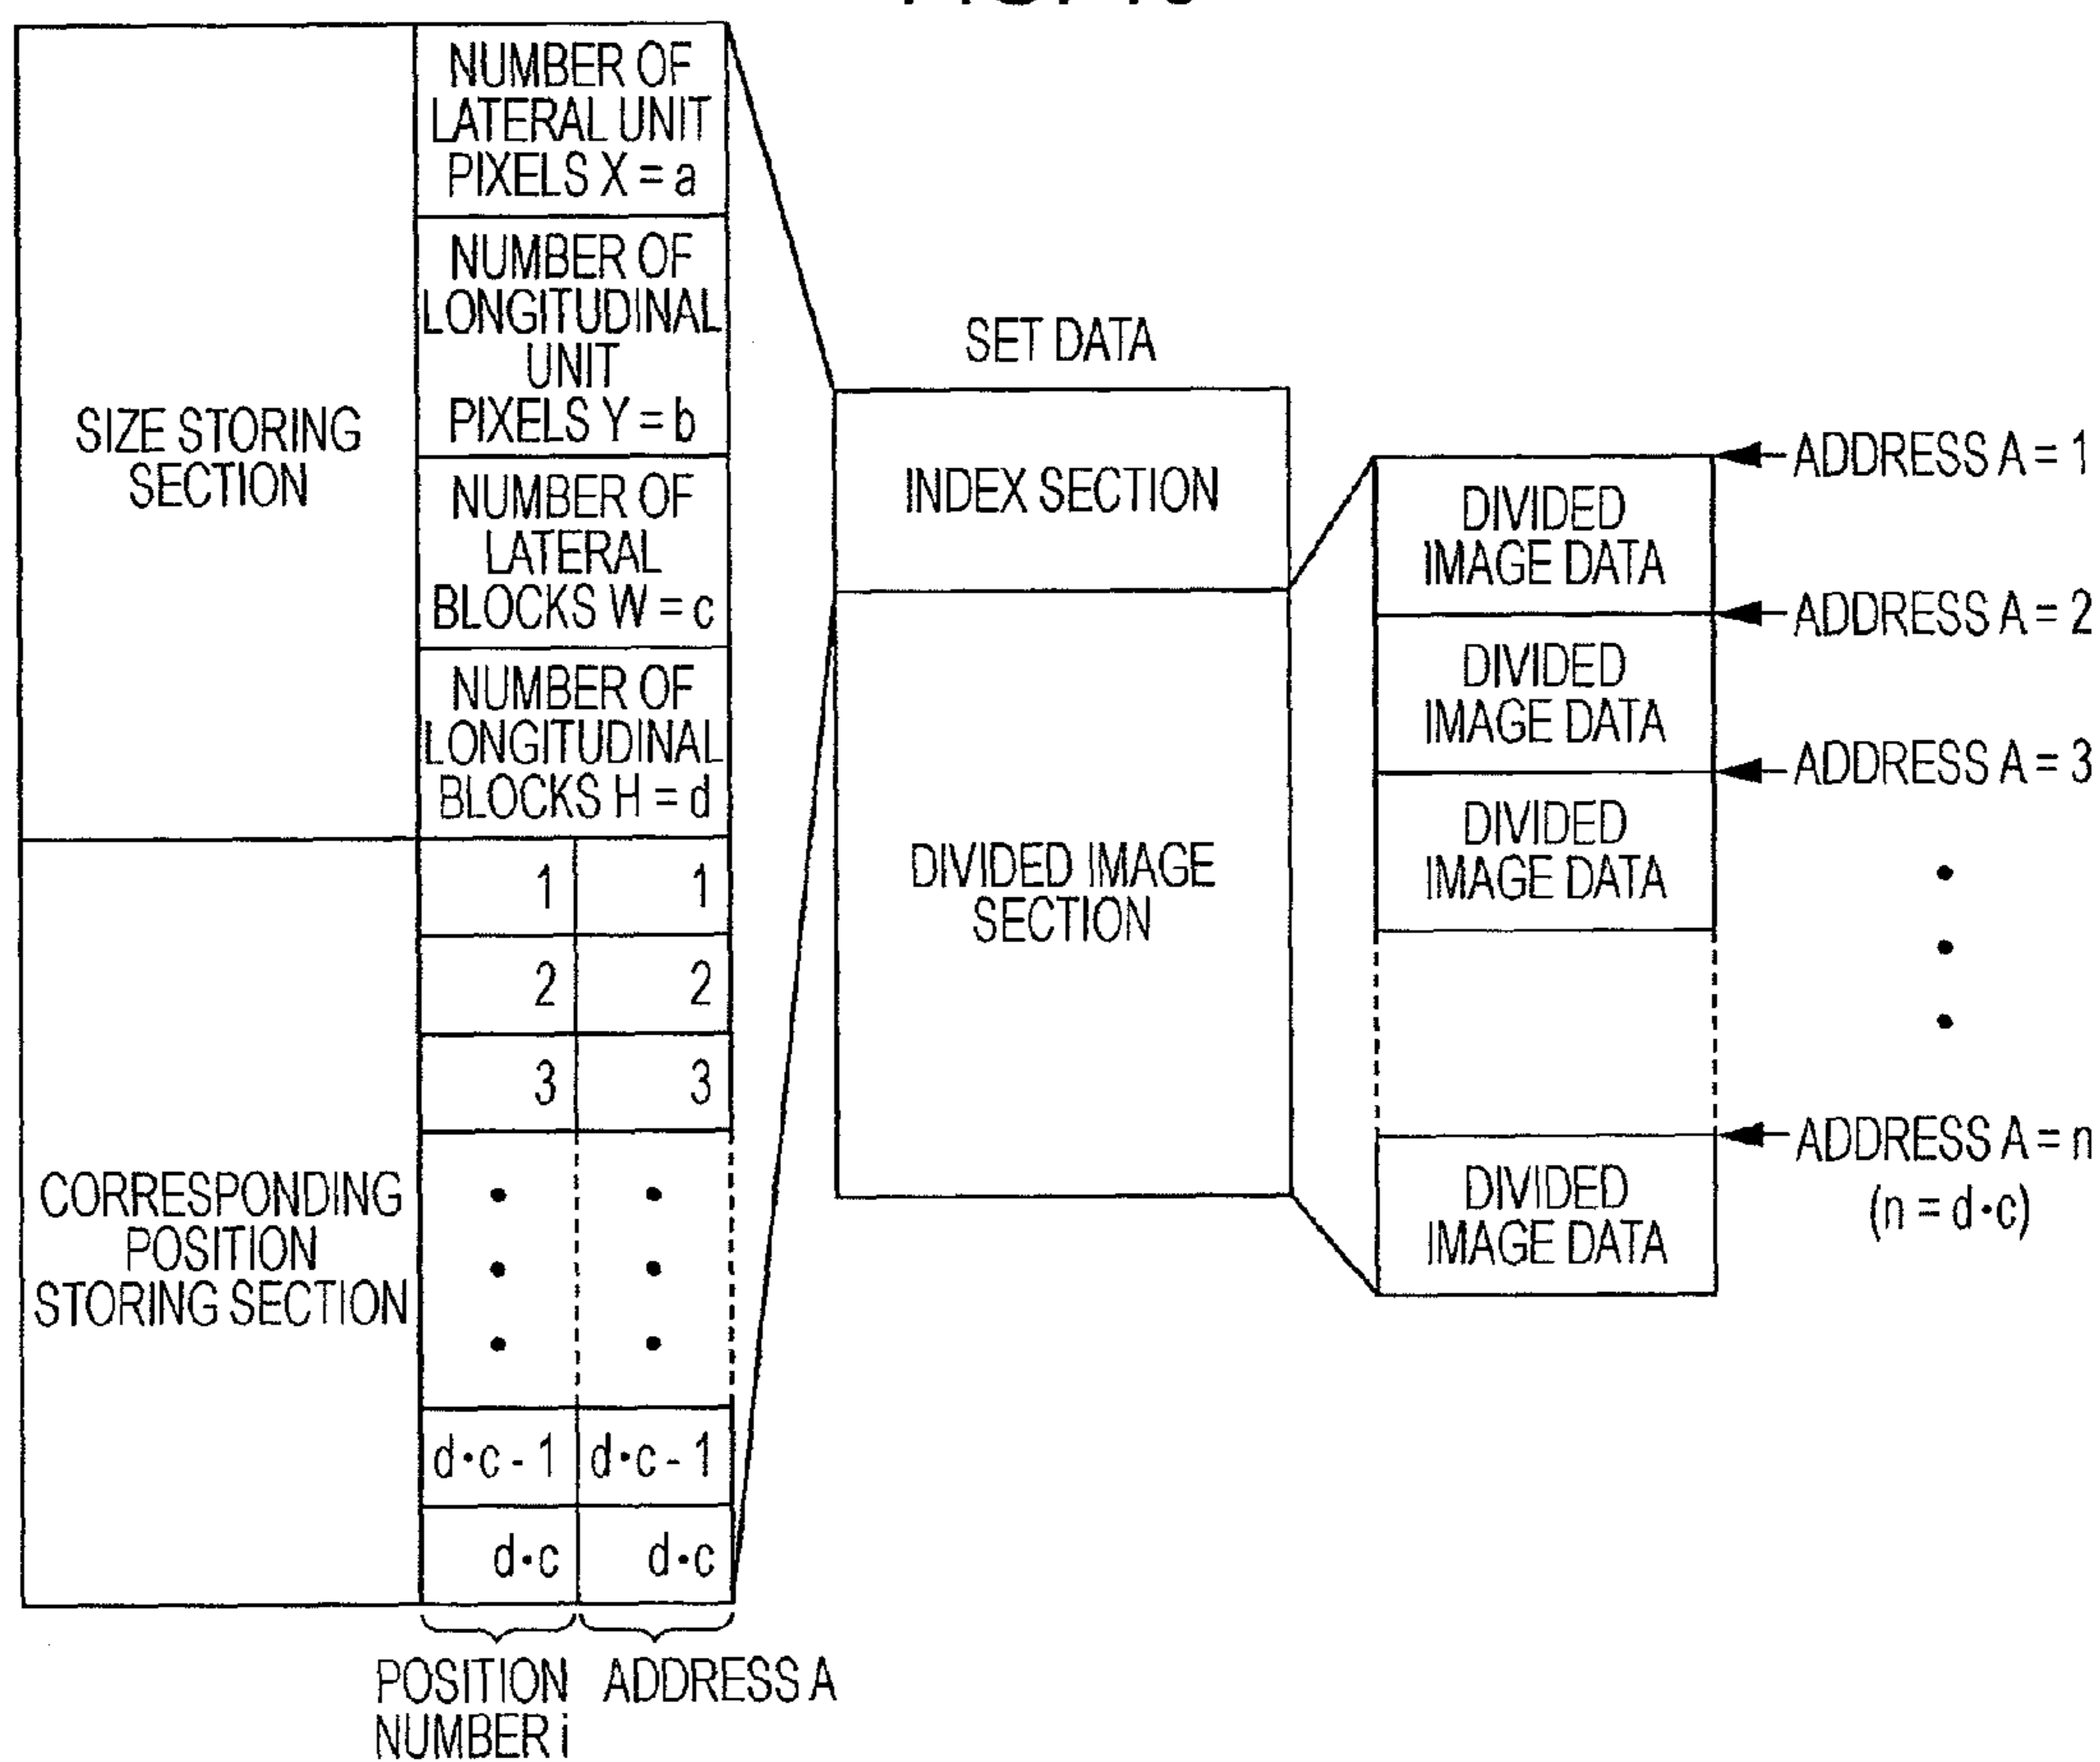 NUMBER OF
LATERAL UNIT
PIXELS X = a
NUMBER OF
LONGITUDINAL
UNIT
PIXELS Y = b
SIZE STORING
SECTION
NUMBER OF
LATERAL
BLOCKS W = c
NUMBER OF
LONGITUDINAL
BLOCKS H = d
1 1
2 2
3 3
CORRESPONDING
POSITION
STORING SECTION
d•c - 1 d•c - 1
d•c d•c
POSITION
NUMBER i
ADDRESS A
SET DATA
INDEX SECTION
DIVIDED IMAGE
SECTION
DIVIDED
IMAGE DATA
DIVIDED
IMAGE DATA
DIVIDED
IMAGE DATA
DIVIDED
IMAGE DATA
ADDRESS A = 1
ADDRESS A = 2
ADDRESS A = 3
ADDRESS A = n
(n = d•c)